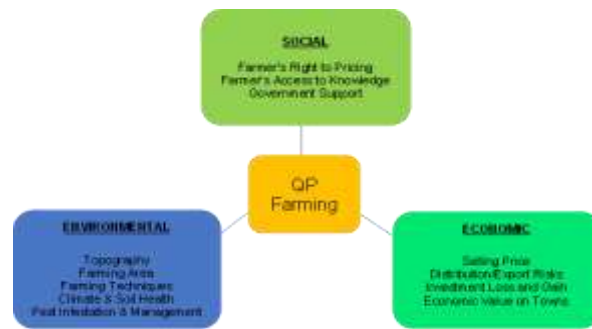 SOCIAL
Farmer's Right to Pricing
Farmer's Access to Knowledge
Government Support
QP
Farming
ENVIRONMENTAL
Topography
Farming Area
Farming Techniques
Climate & Soil Health
Pest Infestation & Management
ECONOMIC
Selling Price
Distribution/Export Risks
Investment Loss and Gain
Economic Value on Towns